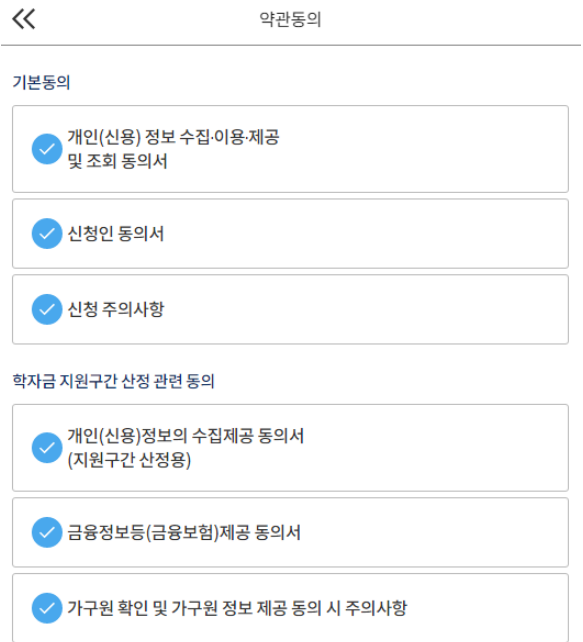 약관동의
기본동의
개인(신용) 정보 수집·이용·제공
및 조회 동의서
신청인 동의서
신청 주의사항
학자금 지원구간 산정 관련 동의
개인(신용)정보의 수집제공 동의서
(지원구간 산정용)
금융정보등(금융보험)제공 동의서
가구원 확인 및 가구원 정보 제공 동의 시 주의사항